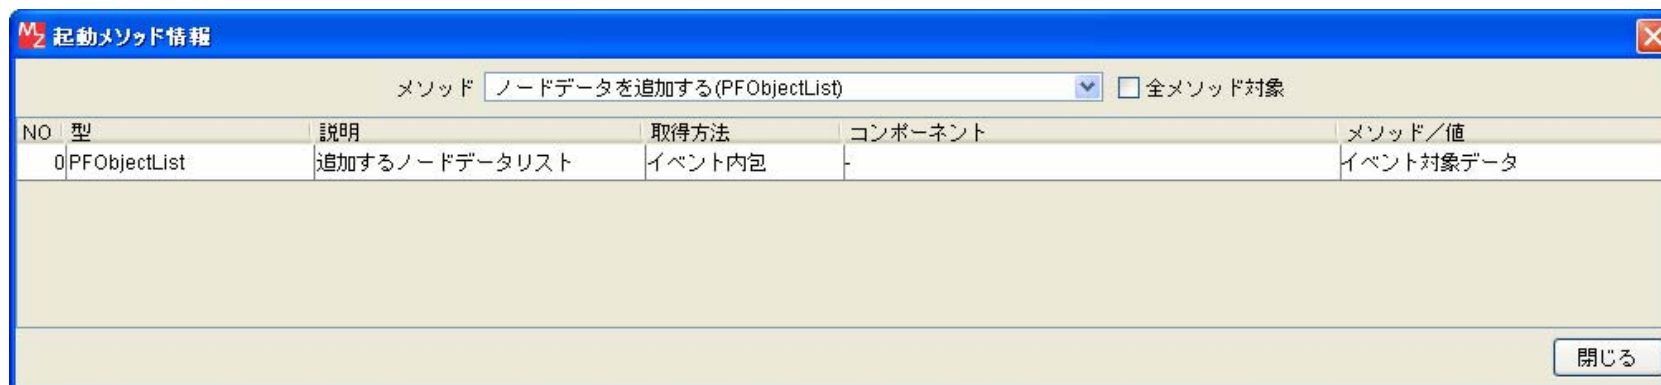 MZ 起動メソッド情報
メソッド ノードデータを追加する(PFObjectList) 全メソッド対象
NO 型 説明 取得方法 コンポーネント メソッド/値
0 PFObjectList 追加するノードデータリスト イベント内包 - イベント対象データ
閉じる